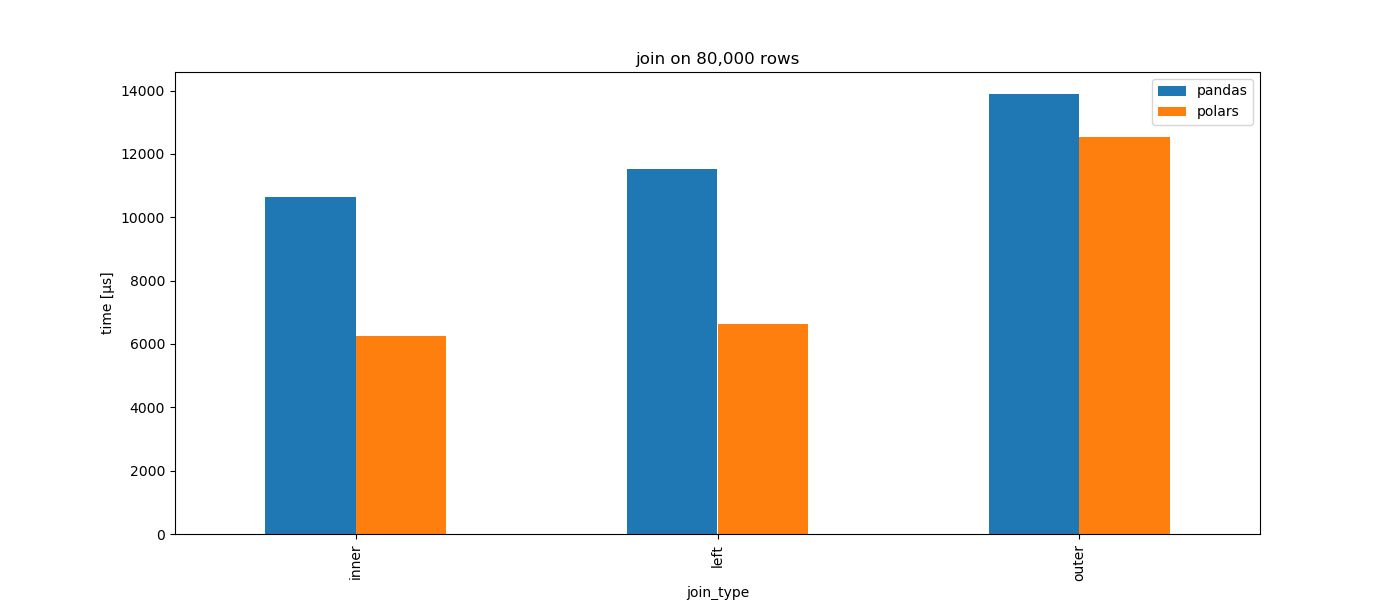 join on 80,000 rows
pandas
polars
14000
12000
10000
8000
6000
4000
2000
0
time [µs]
inner
left
outer
join_type